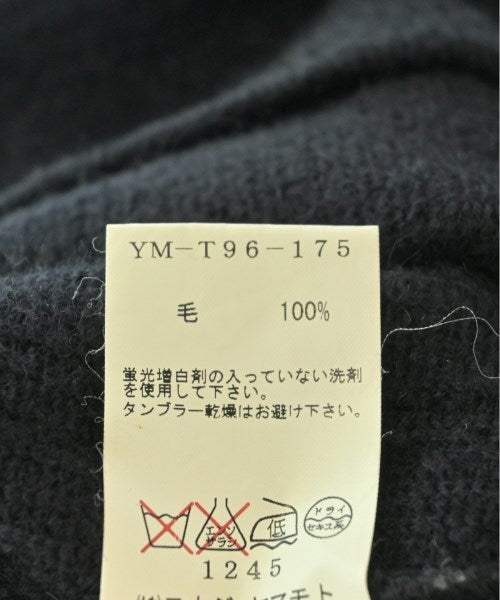 YM-T96-175
毛 100%
蛍光増白剤の入っていない洗剤
を使用して下さい。
タンブラー乾燥はお避け下さい。
エンソ サラシ 低 ドライ セキユ系
1245